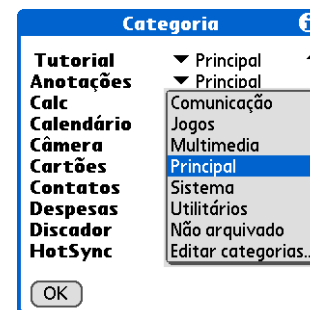 Categoria
Tutorial Principal
Anotações Principal
Calc Comunicação
Calendário Jogos
Câmera Multimedia
Cartões Principal
Contatos Sistema
Despesas Utilitários
Discador Não arquivado
HotSync Editar categorias...
OK